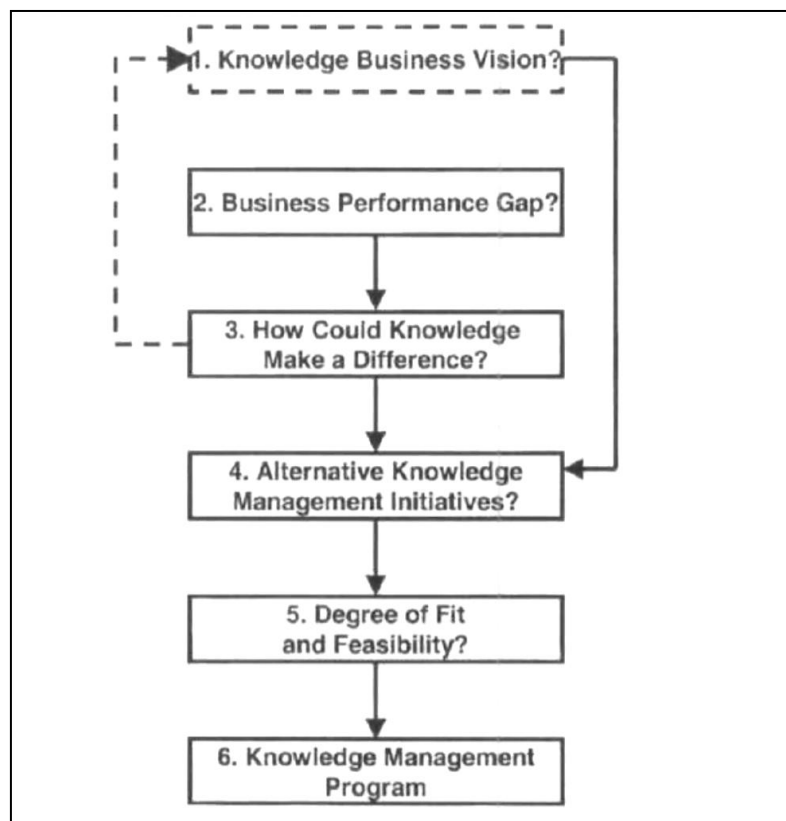 1. Knowledge Business Vision?
2. Business Performance Gap?
3. How Could Knowledge
Make a Difference?
4. Alternative Knowledge
Management Initiatives?
5. Degree of Fit
and Feasibility?
6. Knowledge Management
Program